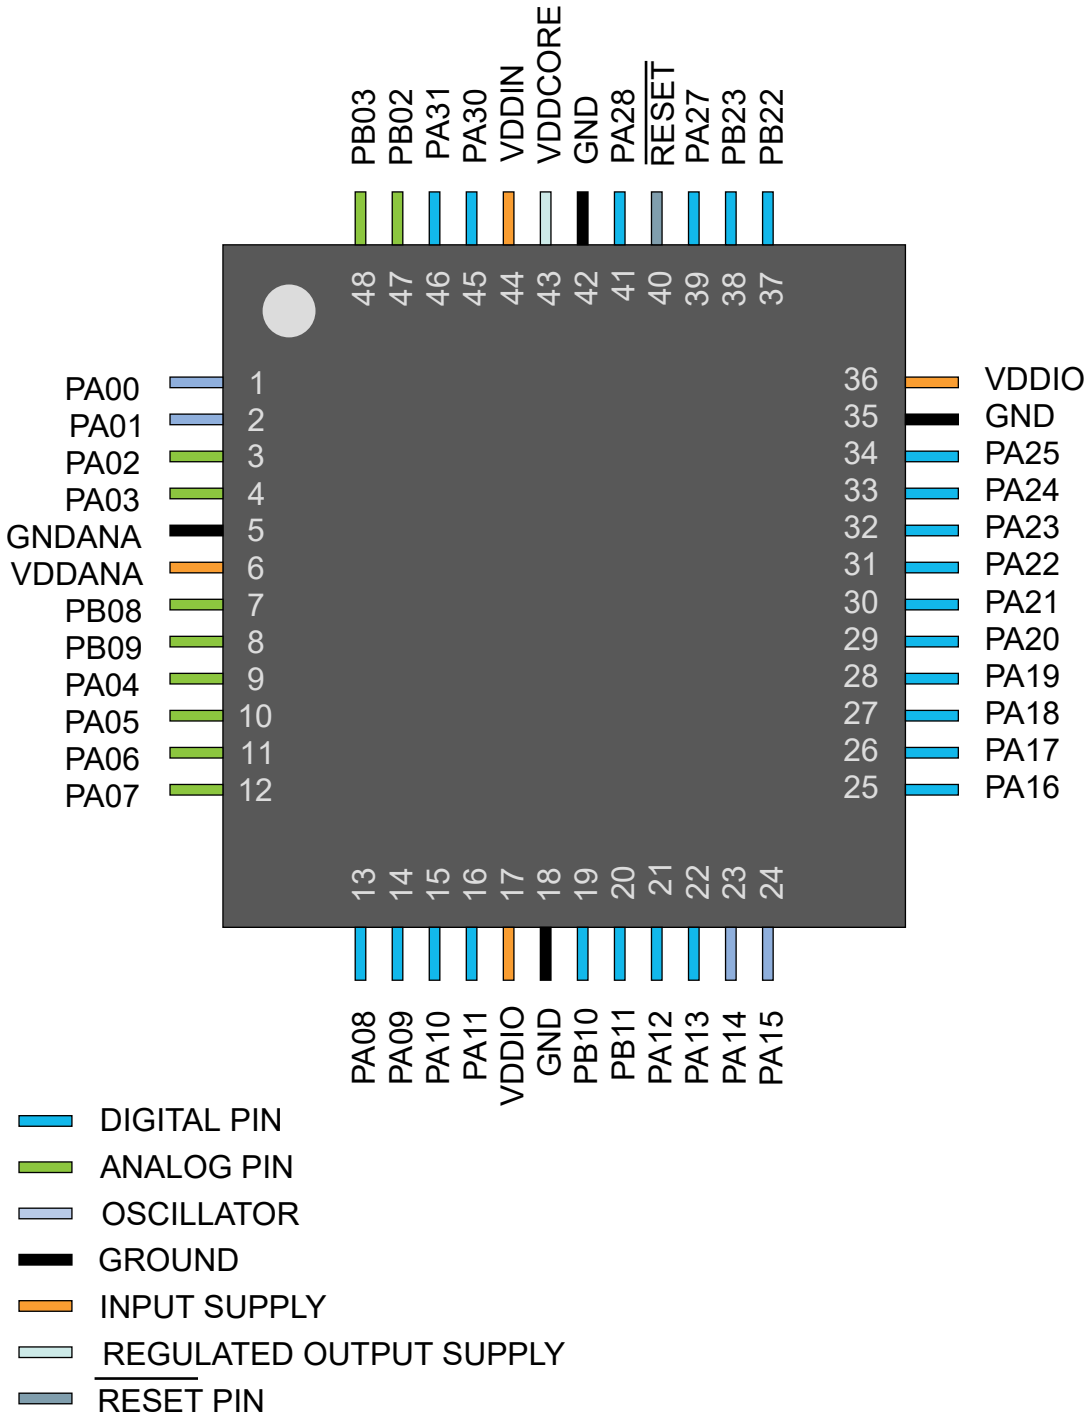 PB03 PB02 PA31 PA30 VDDIN VDDCORE GND PA28 RESET PA27 PB23 PB22
48 47 46 45 44 43 42 41 40 39 38 37
PA00 1 36 VDDIO
PA01 2 35 GND
PA02 3 34 PA25
PA03 4 33 PA24
GNDANA 5 32 PA23
VDDANA 6 31 PA22
PB08 7 30 PA21
PB09 8 29 PA20
PA04 9 28 PA19
PA05 10 27 PA18
PA06 11 26 PA17
PA07 12 25 PA16
13 14 15 16 17 18 19 20 21 22 23 24
PA08 PA09 PA10 PA11 VDDIO GND PB10 PB11 PA12 PA13 PA14 PA15
DIGITAL PIN
ANALOG PIN
OSCILLATOR
GROUND
INPUT SUPPLY
REGULATED OUTPUT SUPPLY
RESET PIN